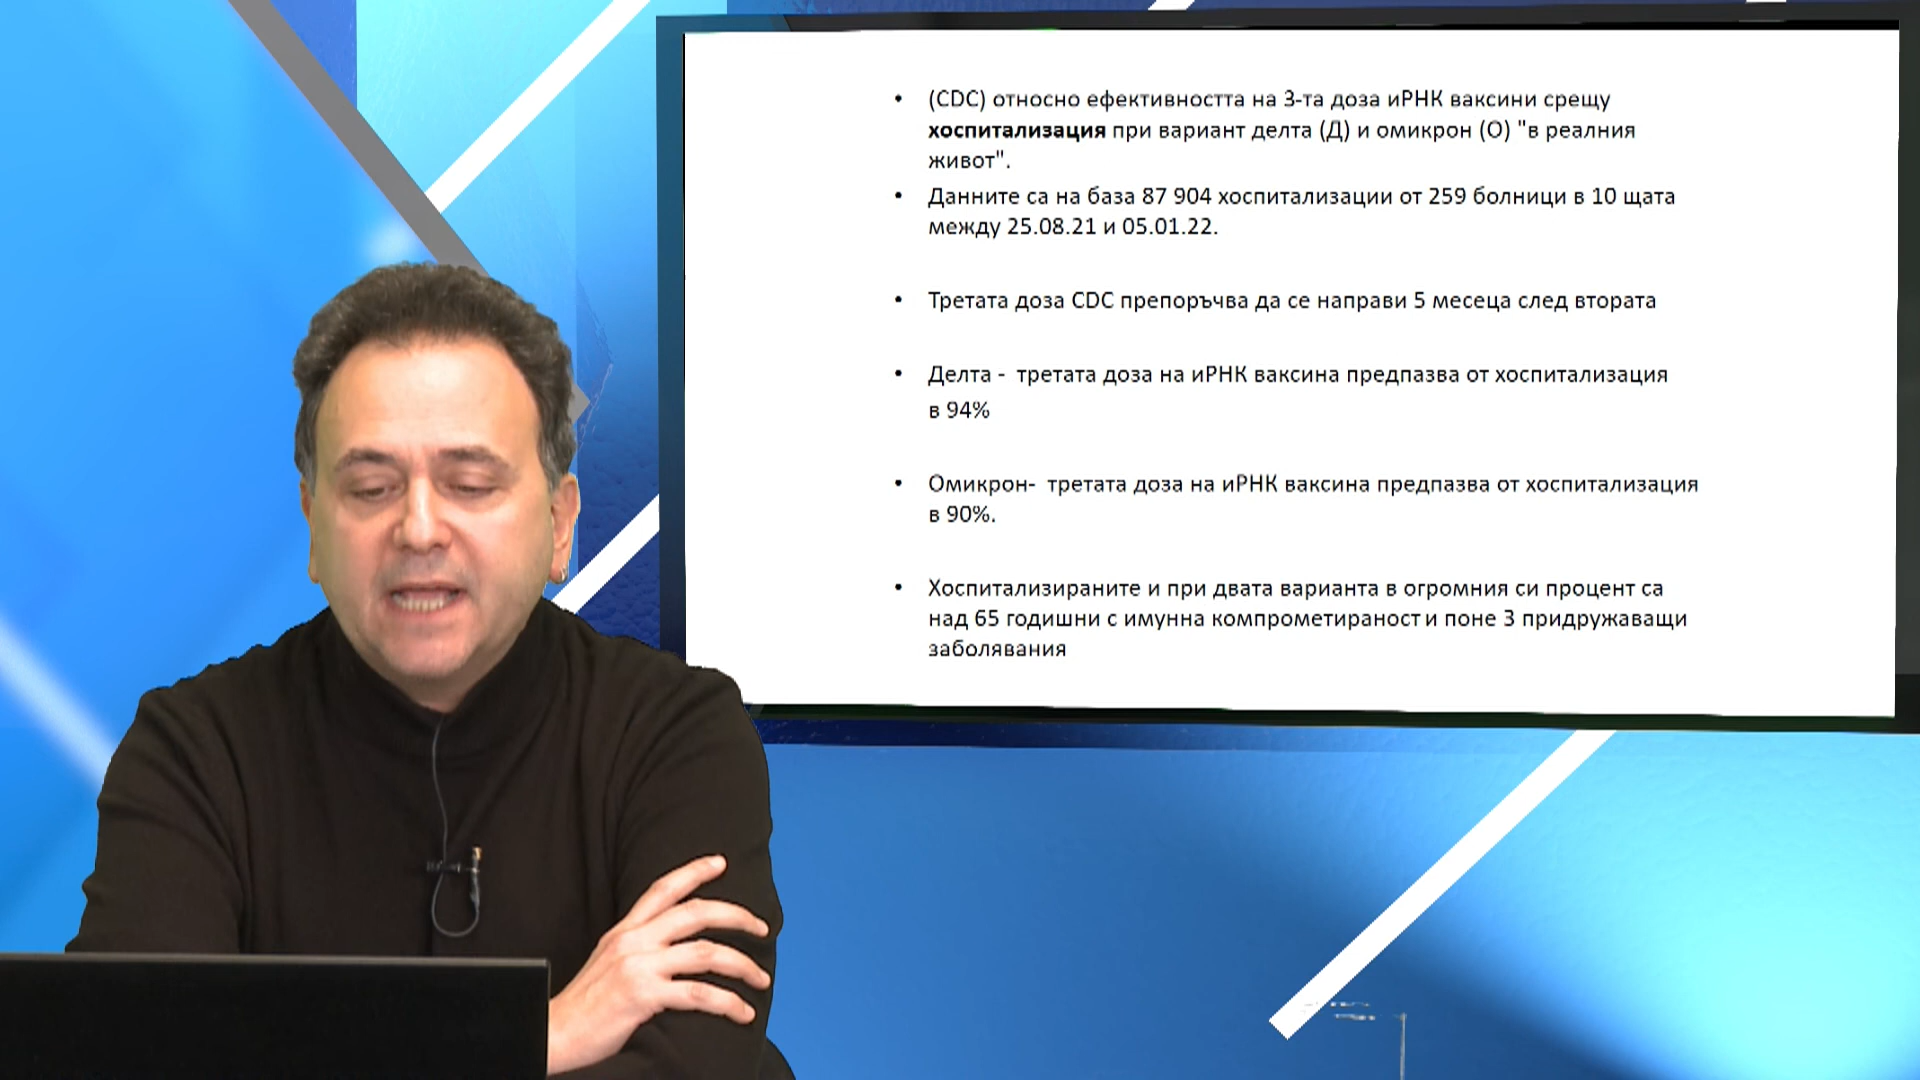 • (CDC) относно ефективността на 3-та доза иРНК ваксини срещу
хоспитализация при вариант делта (Д) и омикрон (О) "в реалния
живот".
• Данните са на база 87 904 хоспитализации от 259 болници в 10 щата
между 25.08.21 и 05.01.22.
• Третата доза CDC препоръчва да се направи 5 месеца след втората
• Делта - третата доза на иРНК ваксина предпазва от хоспитализация
в 94%
• Омикрон- третата доза на иРНК ваксина предпазва от хоспитализация
в 90%.
• Хоспитализираните и при двата варианта в огромния си процент са
над 65 годишни с имунна компрометираност и поне 3 придружаващи
заболявания